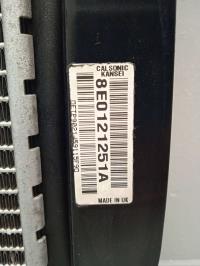 CALSONIC
KANSEI
8E0121251A
MADE IN UK